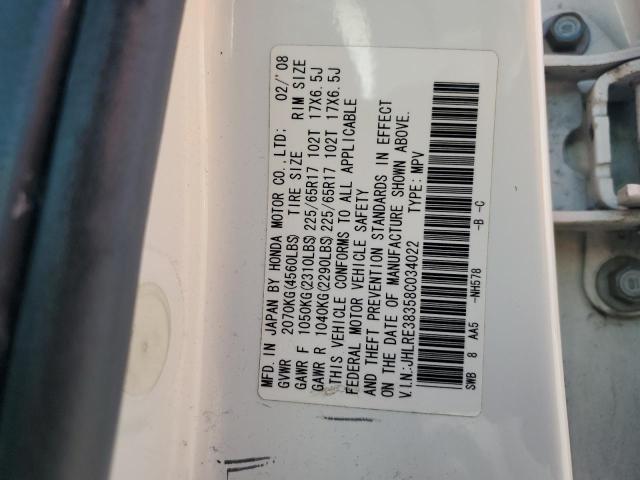 MFD. IN JAPAN BY HONDA MOTOR CO.,LTD; 02/'08
GVWR 2070KG(4560LBS) TIRE SIZE RIM SIZE
GAWR F 1050KG(2310LBS)225/65R17 102T 17X6.5J
GAWR R 1040KG(2290LBS)225/65R17 102T 17X6.5J
THIS VEHICLE CONFORMS TO ALL APPLICABLE
FEDERAL MOTOR VEHICLE SAFETY
AND THEFT PREVENTION STANDARDS IN EFFECT
ON THE DATE OF MANUFACTURE SHOWN ABOVE.
V.I.N.:JHLRE38358C034022 TYPE: MPV
SWB 8 AA5 -NH578 -B -C